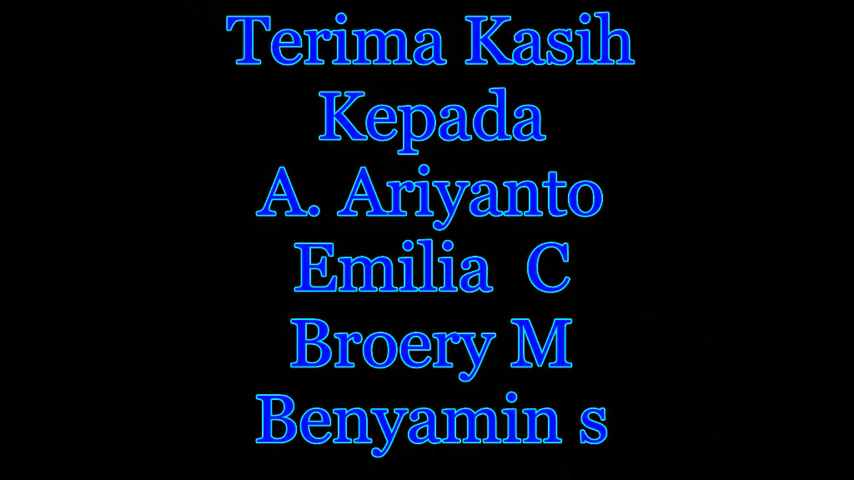 Terima Kasih
Kepada
A. Ariyanto
Emilia C
Broery M
Benyamin s